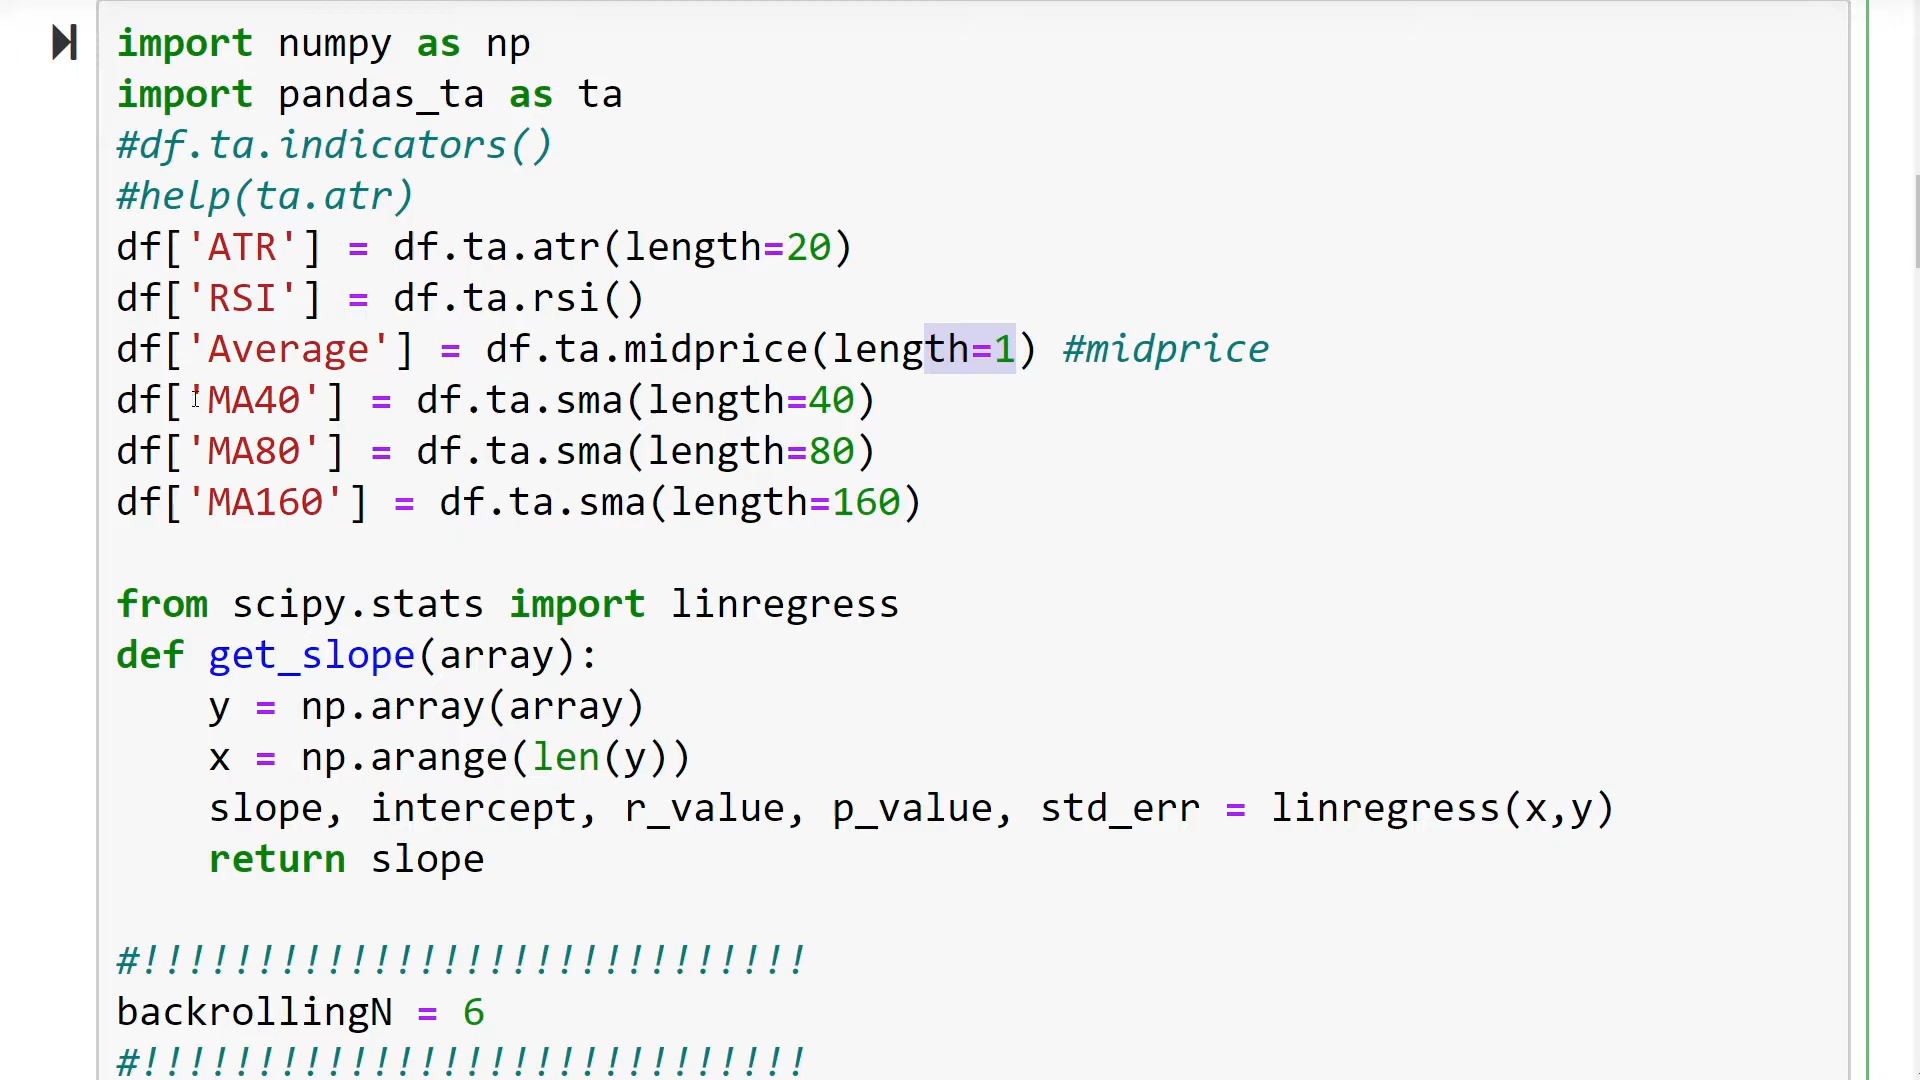 import numpy as np
import pandas_ta as ta
#df.ta.indicators()
#help(ta.atr)
df['ATR'] = df.ta.atr(length=20)
df['RSI'] = df.ta.rsi()
df['Average'] = df.ta.midprice(length=1) #midprice
df['MA40'] = df.ta.sma(length=40)
df['MA80'] = df.ta.sma(length=80)
df['MA160'] = df.ta.sma(length=160)
from scipy.stats import linregress
def get_slope(array):
    y = np.array(array)
    x = np.arange(len(y))
    slope, intercept, r_value, p_value, std_err = linregress(x,y)
    return slope
#!!!!!!!!!!!!!!!!!!!!!!!!!!!!!
backrollingN = 6
#!!!!!!!!!!!!!!!!!!!!!!!!!!!!!